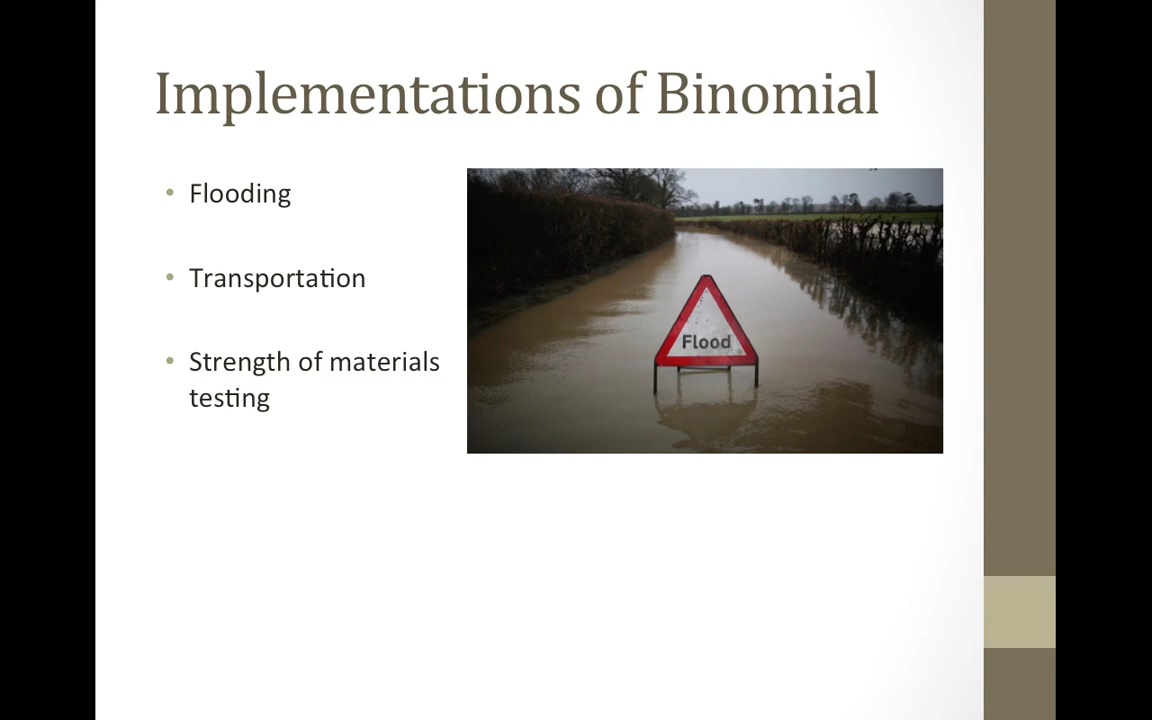 Implementations of Binomial
• Flooding
• Transportation
• Strength of materials
testing
Flood